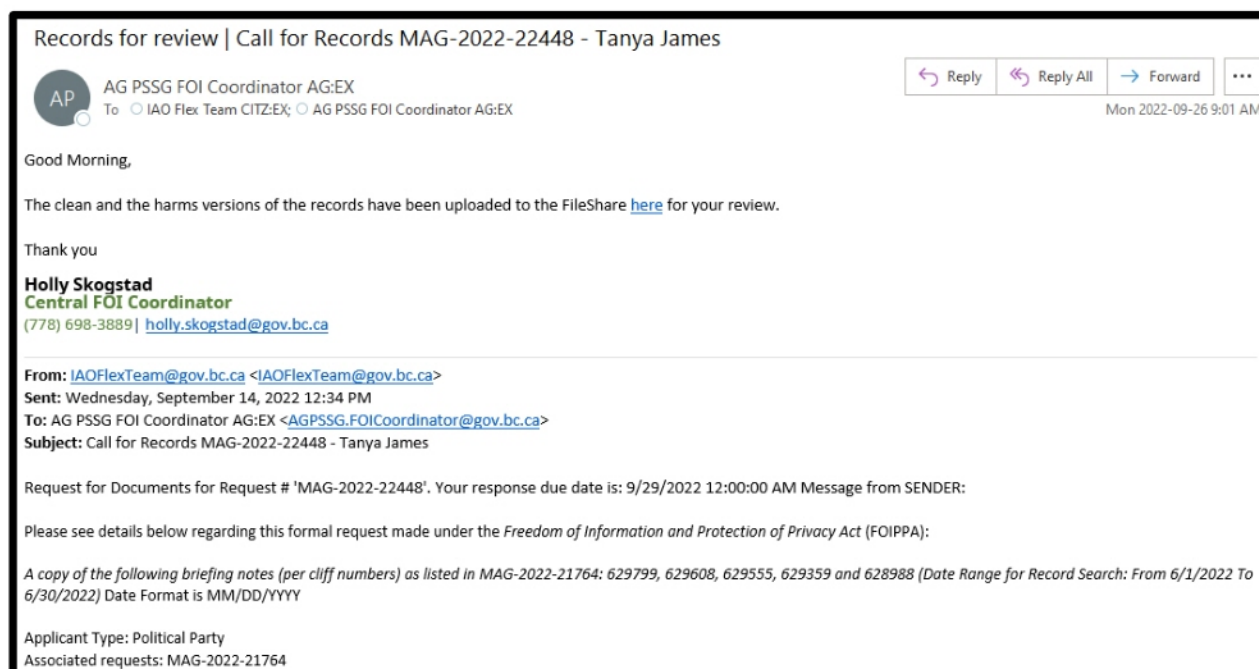 Records for review | Call for Records MAG-2022-22448 - Tanya James
AP
AG PSSG FOI Coordinator AG:EX
To IAO Flex Team CITZ:EX; AG PSSG FOI Coordinator AG:EX
Reply
Reply All
Forward
...
Mon 2022-09-26 9:01 AM
Good Morning,
The clean and the harms versions of the records have been uploaded to the FileShare here for your review.
Thank you
Holly Skogstad
Central FOI Coordinator
(778) 698-3889| holly.skogstad@gov.bc.ca
From: IAOFlexTeam@gov.bc.ca <IAOFlexTeam@gov.bc.ca>
Sent: Wednesday, September 14, 2022 12:34 PM
To: AG PSSG FOI Coordinator AG:EX <AGPSSG.FOICoordinator@gov.bc.ca>
Subject: Call for Records MAG-2022-22448 - Tanya James
Request for Documents for Request # 'MAG-2022-22448'. Your response due date is: 9/29/2022 12:00:00 AM Message from SENDER:
Please see details below regarding this formal request made under the Freedom of Information and Protection of Privacy Act (FOIPPA):
A copy of the following briefing notes (per cliff numbers) as listed in MAG-2022-21764: 629799, 629608, 629555, 629359 and 628988 (Date Range for Record Search: From 6/1/2022 To
6/30/2022) Date Format is MM/DD/YYYY
Applicant Type: Political Party
Associated requests: MAG-2022-21764